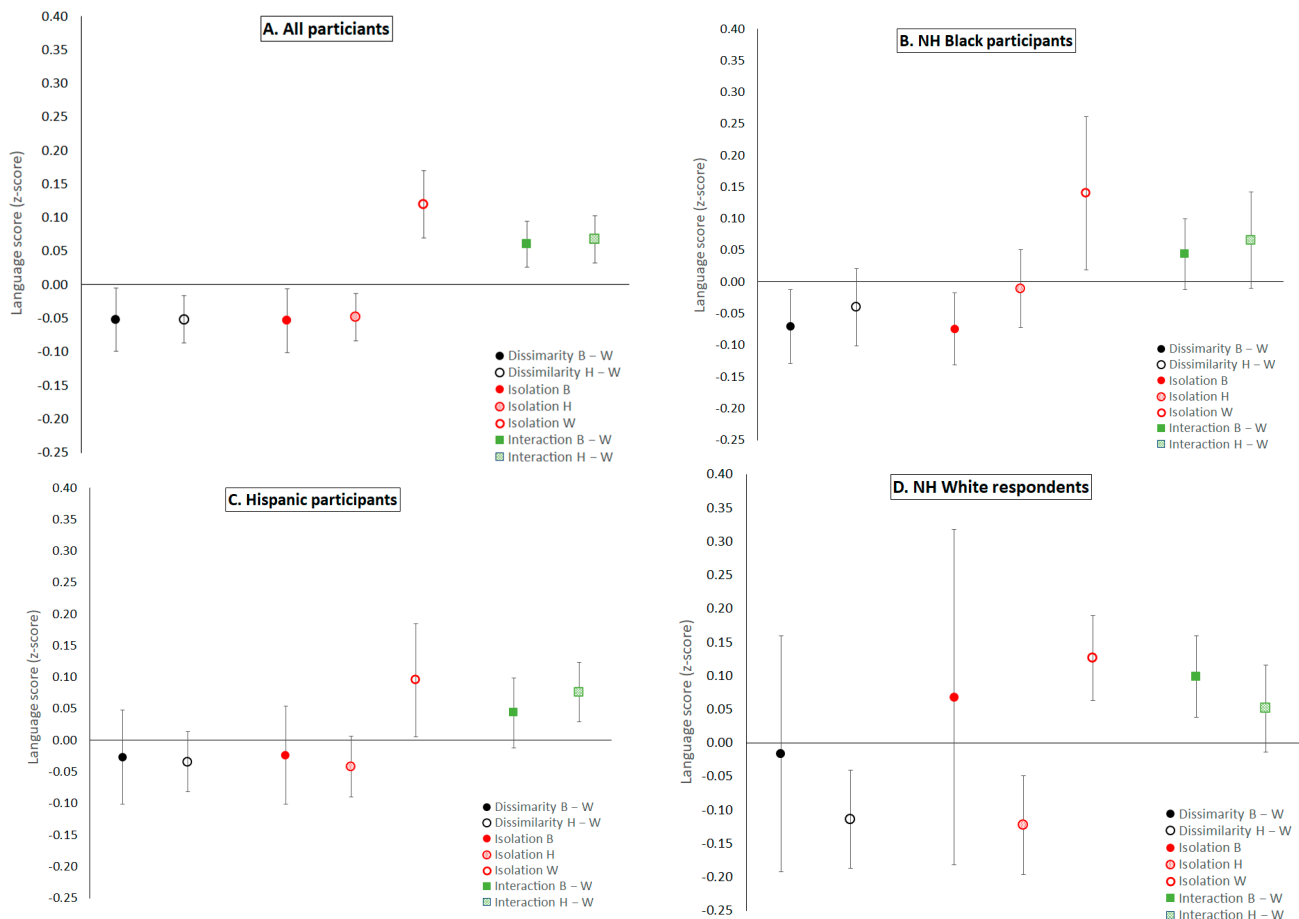 A. All particiants
0.40
0.35
0.30
0.25
0.20
0.15
0.10
0.05
0.00
-0.05
-0.10
-0.15
-0.20
-0.25
Language score (z-score)
Dissimarity B – W
Dissimilarity H – W
Isolation B
Isolation H
Isolation W
Interaction B – W
Interaction H – W
B. NH Black participants
0.40
0.35
0.30
0.25
0.20
0.15
0.10
0.05
0.00
-0.05
-0.10
-0.15
-0.20
-0.25
Language score (z-score)
Dissimarity B – W
Dissimilarity H – W
Isolation B
Isolation H
Isolation W
Interaction B – W
Interaction H – W
C. Hispanic participants
0.40
0.35
0.30
0.25
0.20
0.15
0.10
0.05
0.00
-0.05
-0.10
-0.15
-0.20
-0.25
Language score (z-score)
Dissimarity B – W
Dissimilarity H – W
Isolation B
Isolation H
Isolation W
Interaction B – W
Interaction H – W
D. NH White respondents
0.40
0.35
0.30
0.25
0.20
0.15
0.10
0.05
0.00
-0.05
-0.10
-0.15
-0.20
-0.25
Language score (z-score)
Dissimarity B – W
Dissimilarity H – W
Isolation B
Isolation H
Isolation W
Interaction B – W
Interaction H – W